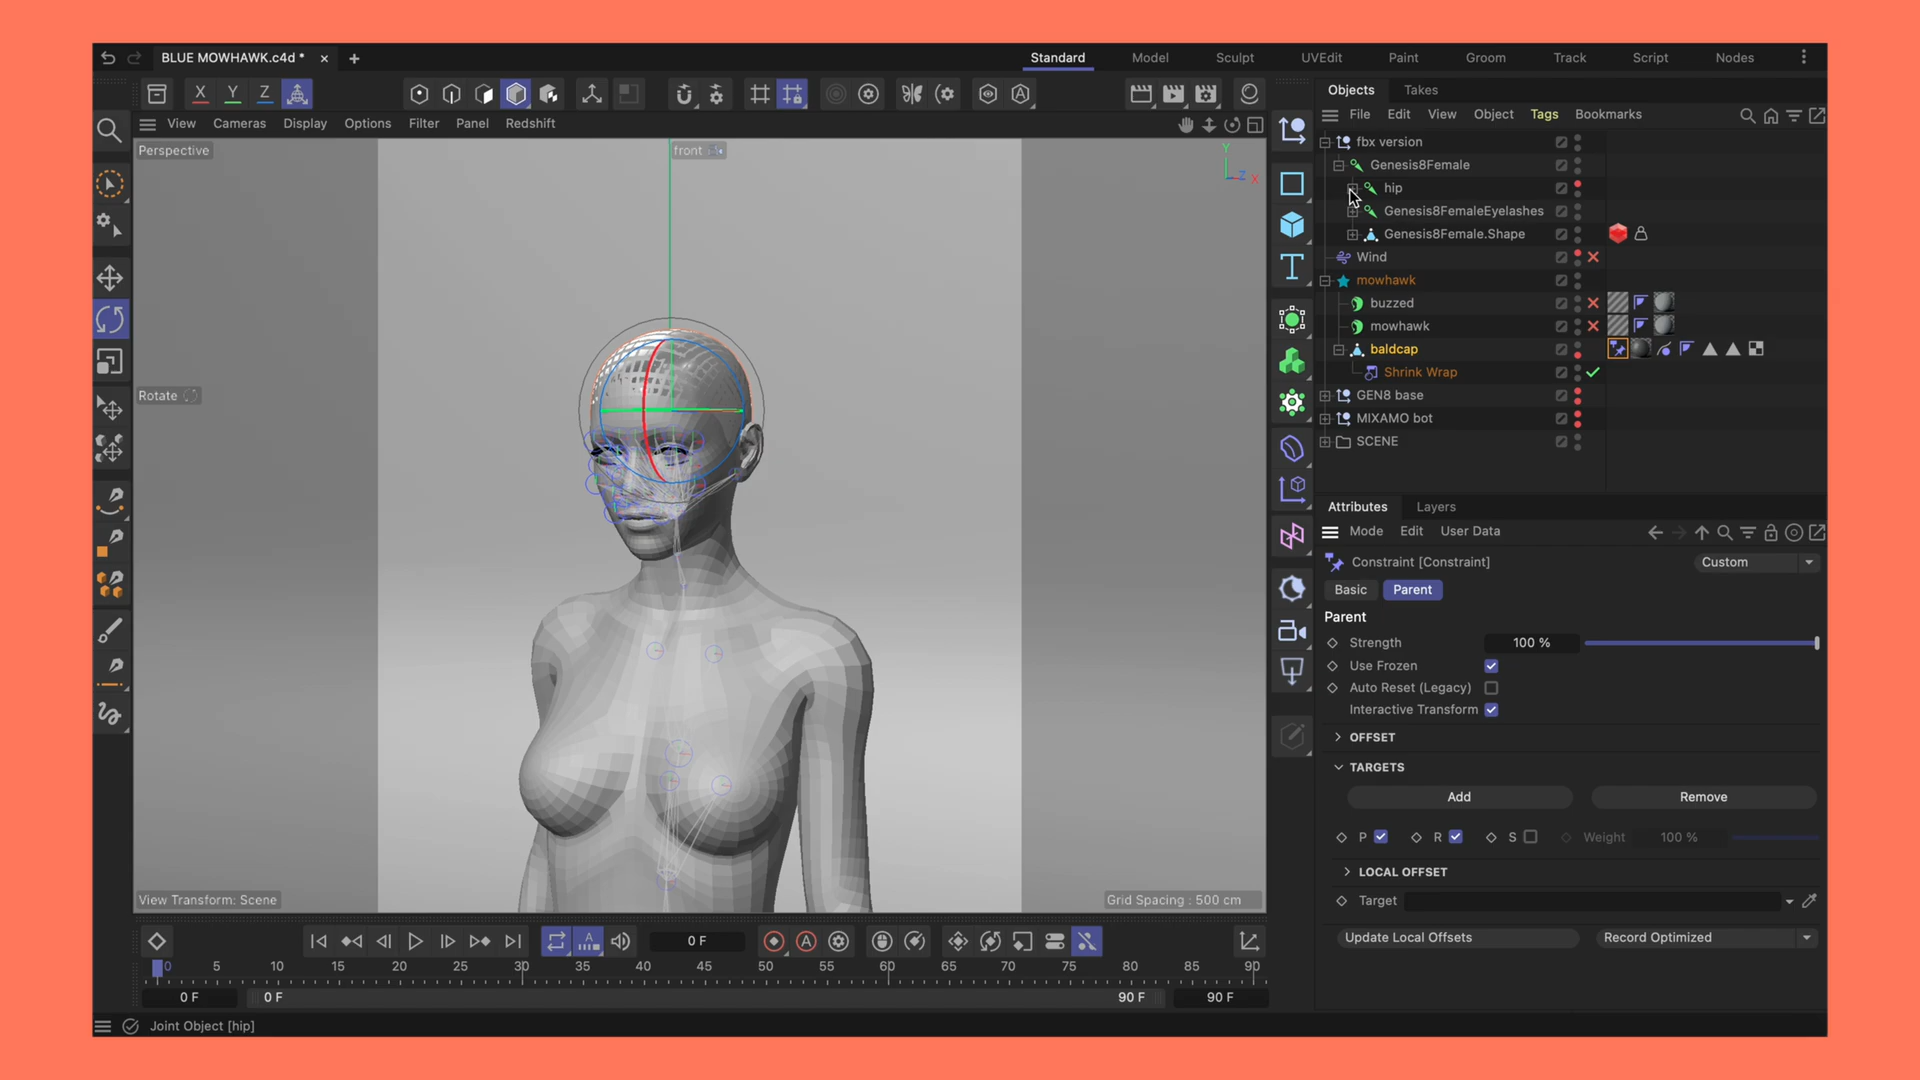 BLUE MOWHAWK.c4d *
Standard
Model
Sculpt
UVEdit
Paint
Groom
Track
Script
Nodes
X Y Z
View
Cameras
Display
Options
Filter
Panel
Redshift
Perspective
front
Y
Z
X
Rotate
View Transform: Scene
Grid Spacing : 500 cm
Objects
Takes
File
Edit
View
Object
Tags
Bookmarks
fbx version
Genesis8Female
hip
Genesis8FemaleEyelashes
Genesis8Female.Shape
Wind
mowhawk
buzzed
mowhawk
baldcap
Shrink Wrap
GEN8 base
MIXAMO bot
SCENE
Attributes
Layers
Mode
Edit
User Data
Constraint [Constraint]
Custom
Basic
Parent
Parent
Strength
100 %
Use Frozen
Auto Reset (Legacy)
Interactive Transform
OFFSET
TARGETS
Add
Remove
P
R
S
Weight
100 %
LOCAL OFFSET
Target
Update Local Offsets
Record Optimized
0 F
0 5 10 15 20 25 30 35 40 45 50 55 60 65 70 75 80 85 90
0 F
0 F
90 F
90 F
Joint Object [hip]